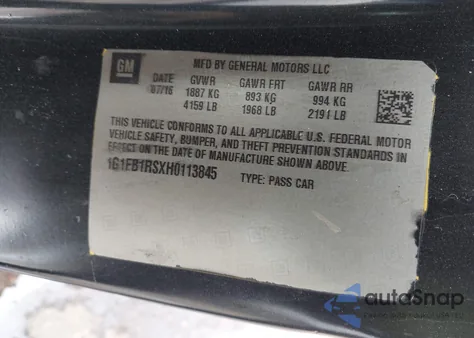 GM
MFD BY GENERAL MOTORS LLC
DATE GVWR GAWR FRT GAWR RR
07/16 1887 KG 893 KG 994 KG
4159 LB 1968 LB 2191 LB
THIS VEHICLE CONFORMS TO ALL APPLICABLE U.S. FEDERAL MOTOR
VEHICLE SAFETY, BUMPER, AND THEFT PREVENTION STANDARDS IN
EFFECT ON THE DATE OF MANUFACTURE SHOWN ABOVE.
1G1FB1RSXH0113845 TYPE: PASS CAR
autoSnap